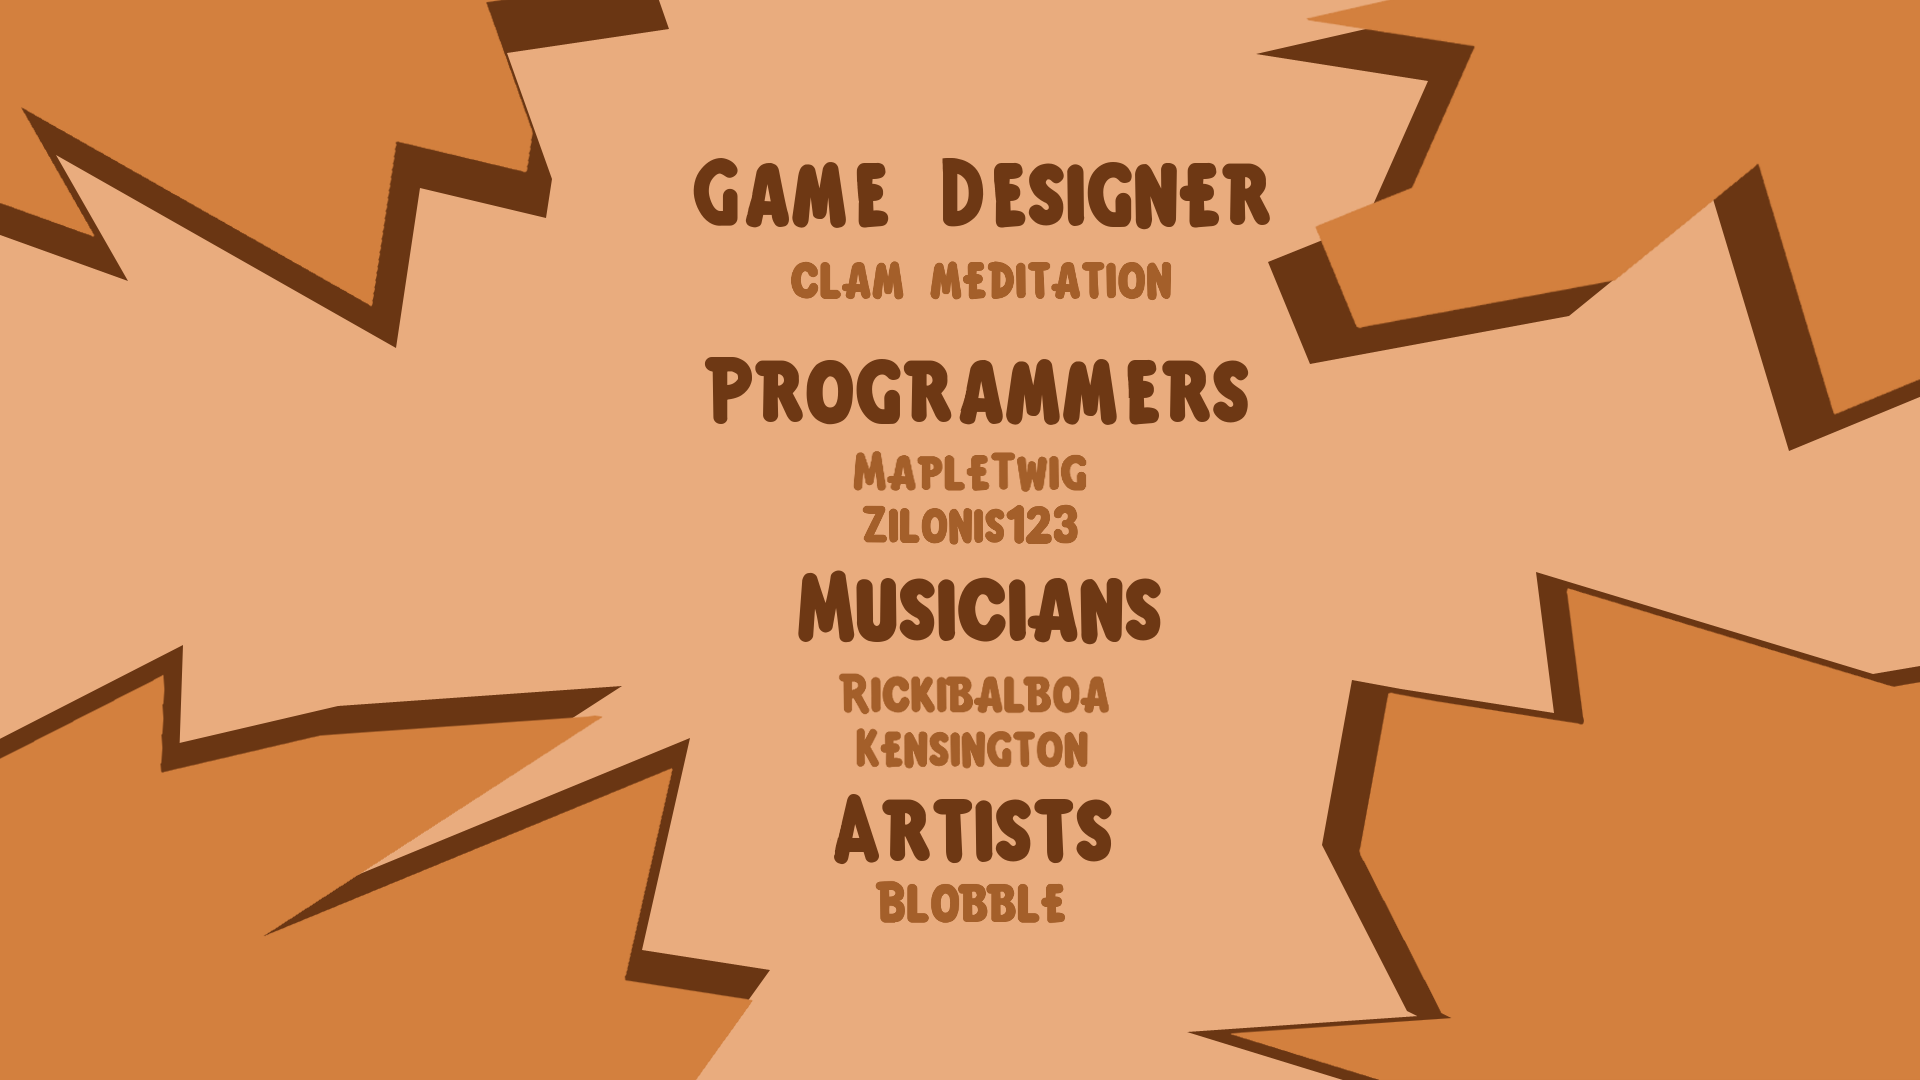 Game Designer
clam meditation
Programmers
MapleTwig
zilonis123
Musicians
Rickibalboa
Kensington
Artists
Blobble